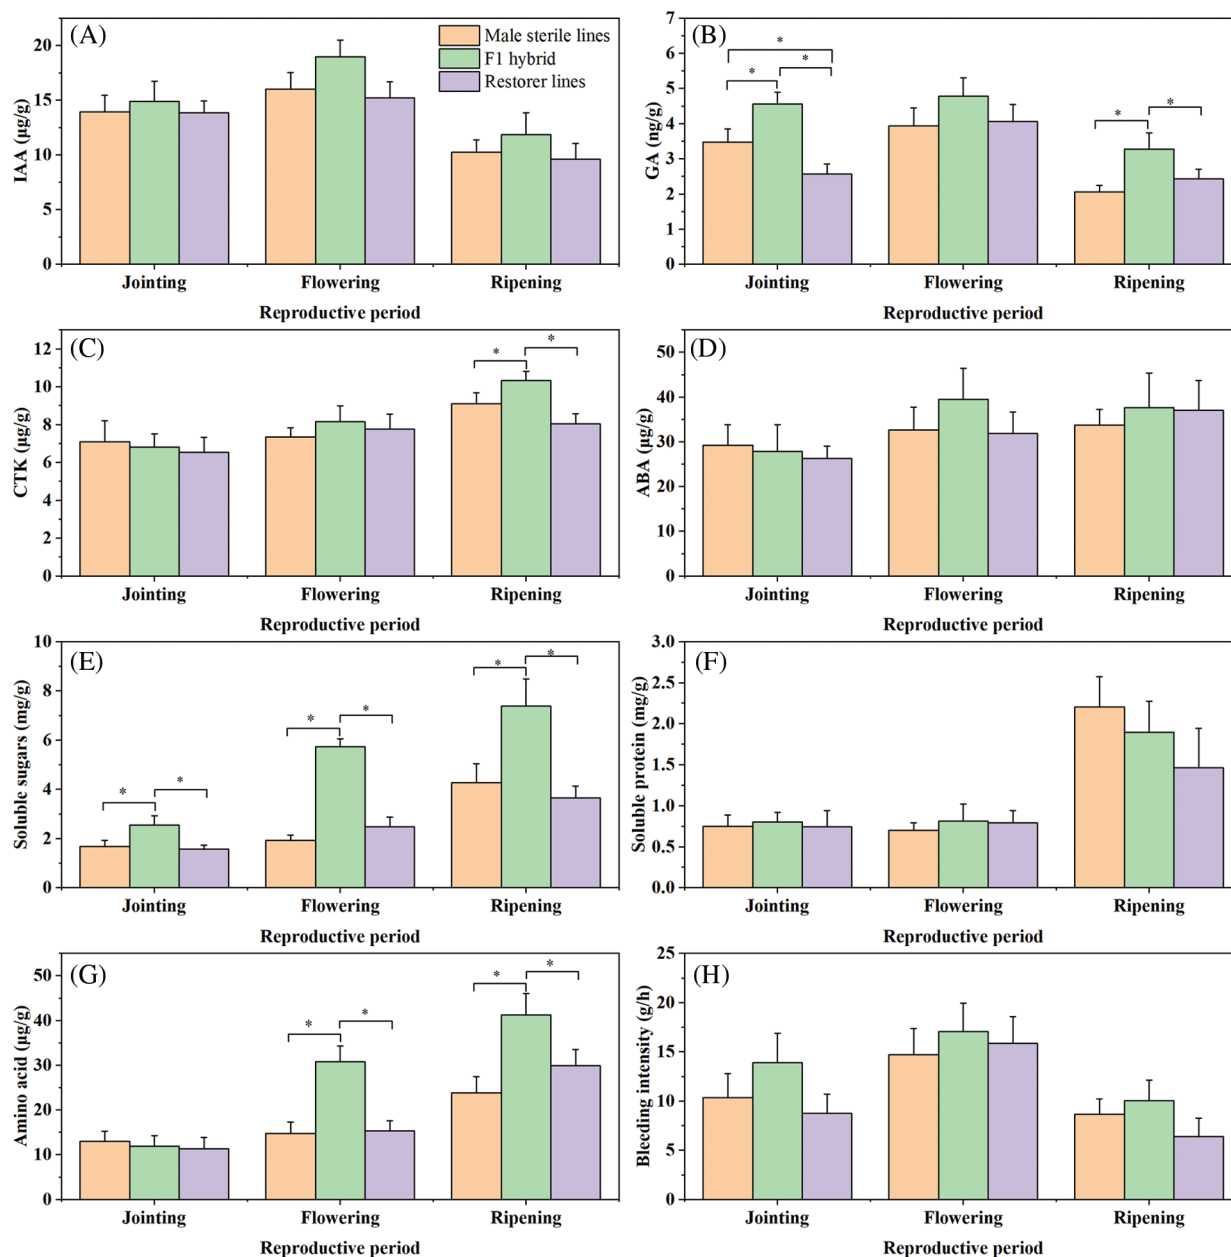 (A)
IAA (μg/g)
20
15
10
5
0
Male sterile lines
F1 hybrid
Restorer lines
Jointing Flowering Ripening
Reproductive period
(B)
GA (ng/g)
7
6
5
4
3
2
1
0
*
* *
* *
Jointing Flowering Ripening
Reproductive period
(C)
CTK (μg/g)
12
10
8
6
4
2
0
* *
Jointing Flowering Ripening
Reproductive period
(D)
ABA (μg/g)
50
40
30
20
10
0
Jointing Flowering Ripening
Reproductive period
(E)
Soluble sugars (mg/g)
10
8
6
4
2
0
* *
* *
* *
Jointing Flowering Ripening
Reproductive period
(F)
Soluble protein (mg/g)
3.0
2.5
2.0
1.5
1.0
0.5
0.0
Jointing Flowering Ripening
Reproductive period
(G)
Amino acid (μg/g)
50
40
30
20
10
0
* *
* *
Jointing Flowering Ripening
Reproductive period
(H)
Bleeding intensity (g/h)
25
20
15
10
5
0
Jointing Flowering Ripening
Reproductive period